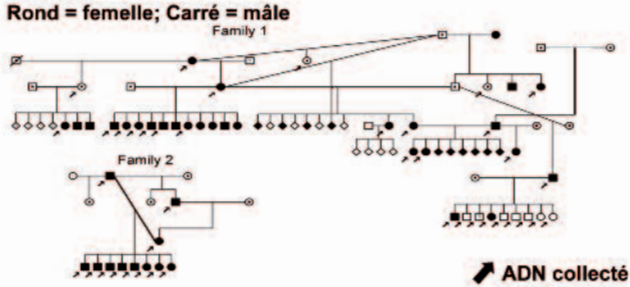 Rond = femelle; Carré = mâle
Family 1
Family 2
ADN collecté